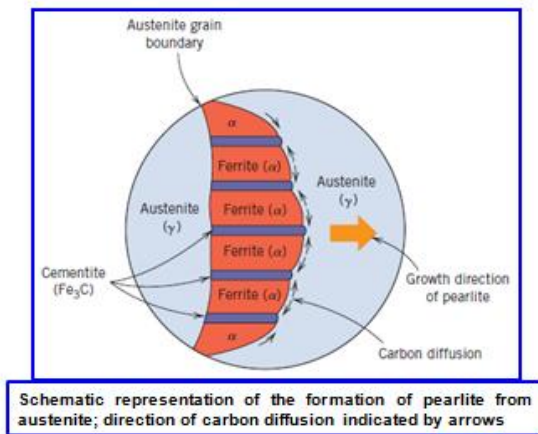 Austenite grain
boundary
α
Ferrite (α)
Austenite
(γ)
Ferrite (α)
Austenite
(γ)
Ferrite (α)
Cementite
(Fe₃C)
Ferrite (α)
Growth direction
of pearlite
α
Carbon diffusion
Schematic representation of the formation of pearlite from
austenite; direction of carbon diffusion indicated by arrows